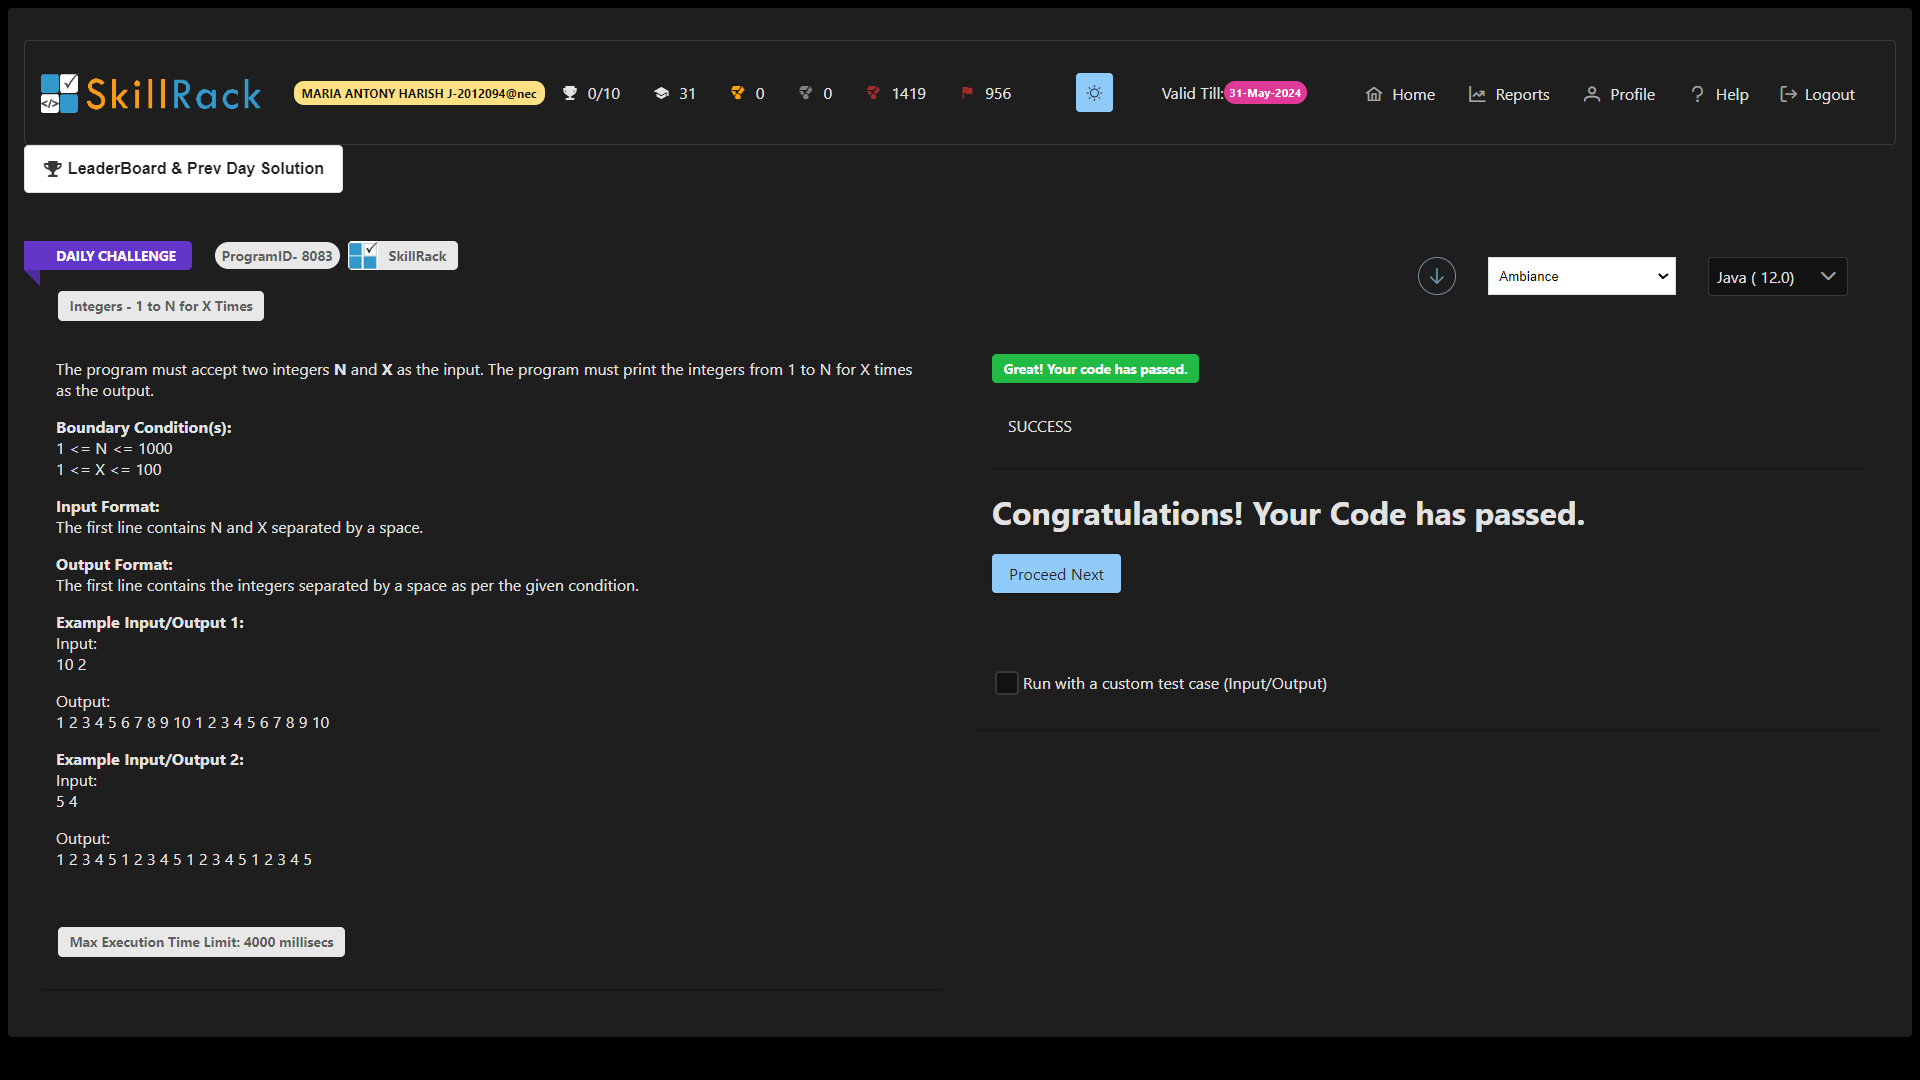 SkillRack
MARIA ANTONY HARISH J-2012094@nec
0/10
31
0
0
1419
956
Valid Till:31-May-2024
Home
Reports
Profile
Help
Logout
LeaderBoard & Prev Day Solution
DAILY CHALLENGE
ProgramID- 8083
SkillRack
Ambiance
Java ( 12.0)
Integers - 1 to N for X Times
The program must accept two integers N and X as the input. The program must print the integers from 1 to N for X times
as the output.
Boundary Condition(s):
1 <= N <= 1000
1 <= X <= 100
Input Format:
The first line contains N and X separated by a space.
Output Format:
The first line contains the integers separated by a space as per the given condition.
Example Input/Output 1:
Input:
10 2
Output:
1 2 3 4 5 6 7 8 9 10 1 2 3 4 5 6 7 8 9 10
Example Input/Output 2:
Input:
5 4
Output:
1 2 3 4 5 1 2 3 4 5 1 2 3 4 5 1 2 3 4 5
Max Execution Time Limit: 4000 millisecs
Great! Your code has passed.
SUCCESS
Congratulations! Your Code has passed.
Proceed Next
Run with a custom test case (Input/Output)